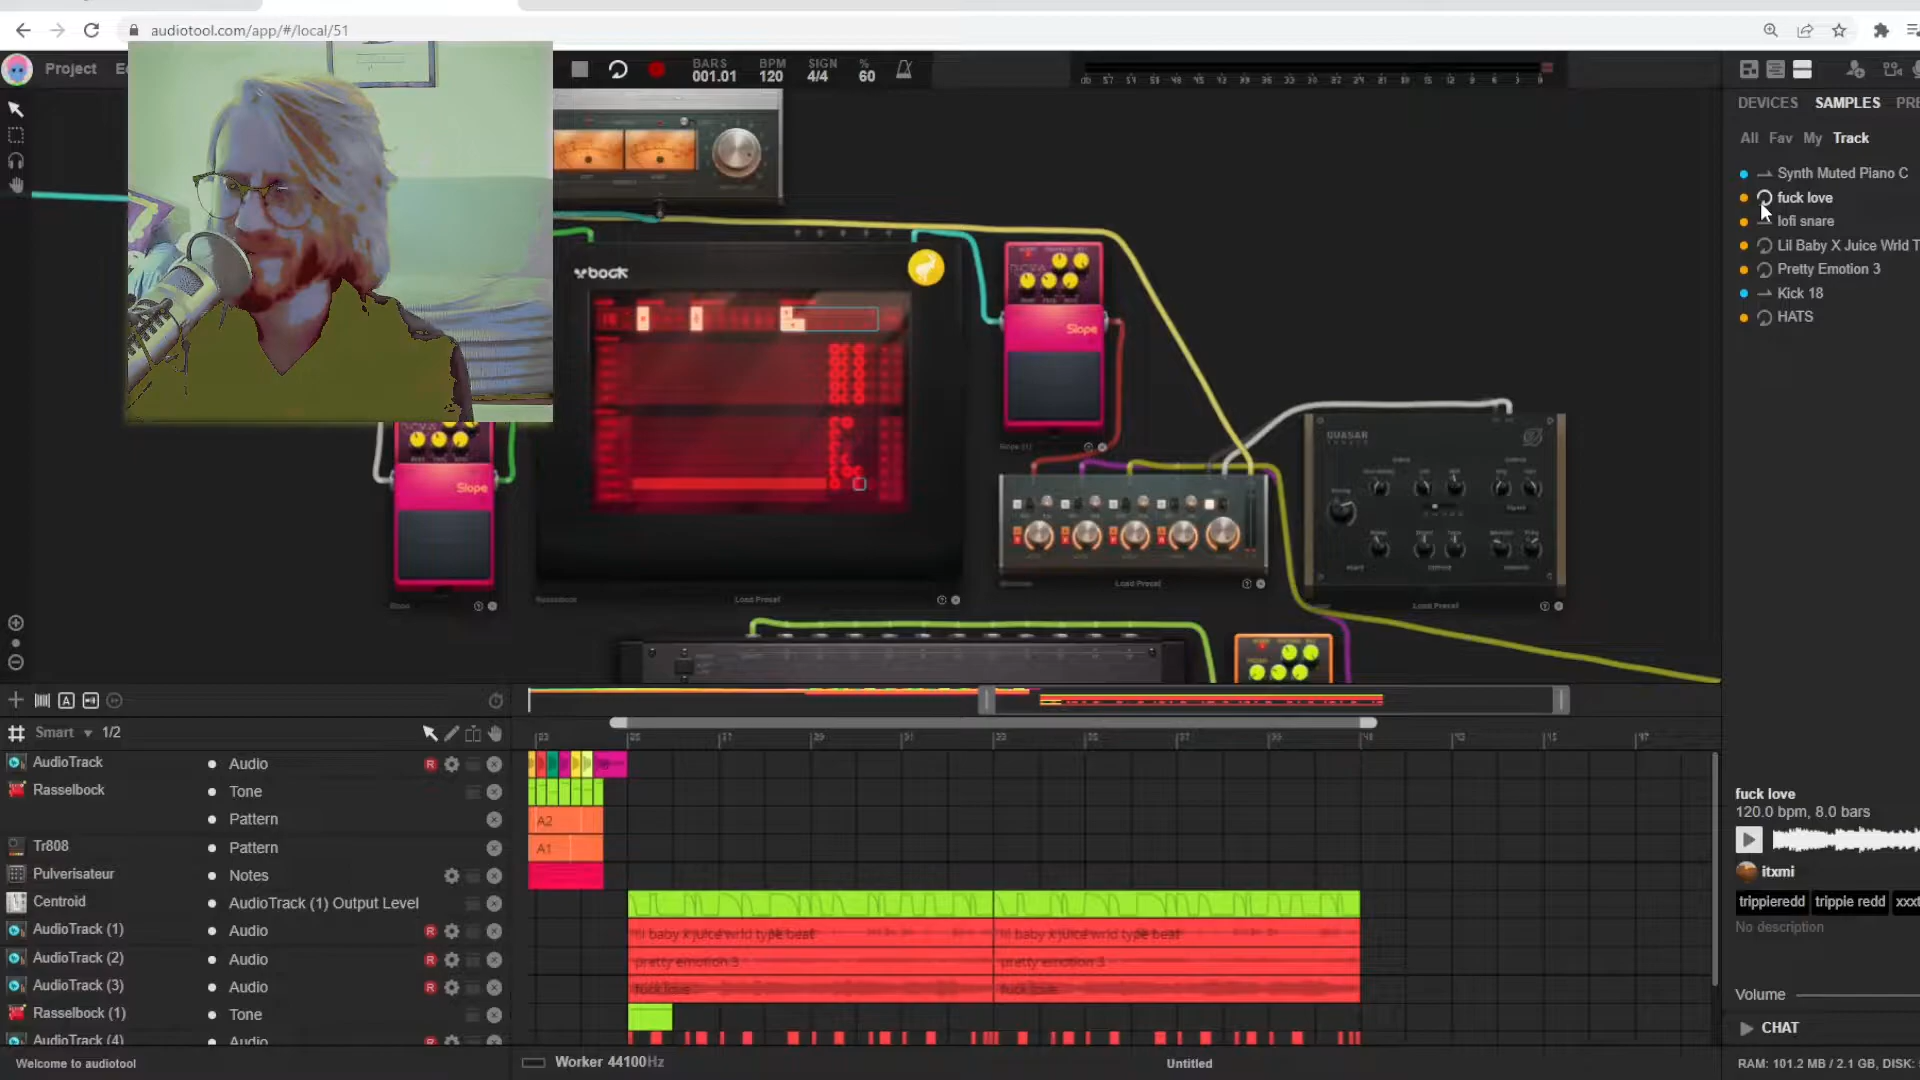 audiotool.com/app/#/local/51
Project
BARS
001.01
BPM
120
SIGN
4/4
%
60
DEVICES SAMPLES PRE
All Fav My Track
Synth Muted Piano C
fuck love
lofi snare
Lil Baby X Juice Wrld T
Pretty Emotion 3
Kick 18
HATS
bock
Slope
Slope
QUASAR
Load Preset
Load Preset
Load Preset
Smart 1/2
AudioTrack Audio
Rasselbock Tone
Pattern
Tr808 Pattern
Pulverisateur Notes
Centroid AudioTrack (1) Output Level
AudioTrack (1) Audio
AudioTrack (2) Audio
AudioTrack (3) Audio
Rasselbock (1) Tone
AudioTrack (4) Audio
A2
A1
lil baby x juice wrld type beat
lil baby x juice wrld type beat
pretty emotion 3
pretty emotion 3
fuck love
fuck love
fuck love
120.0 bpm, 8.0 bars
itxmi
trippieredd trippie redd xxxt
No description
Volume
CHAT
Welcome to audiotool
Worker 44100Hz
Untitled
RAM: 101.2 MB / 2.1 GB, DISK: